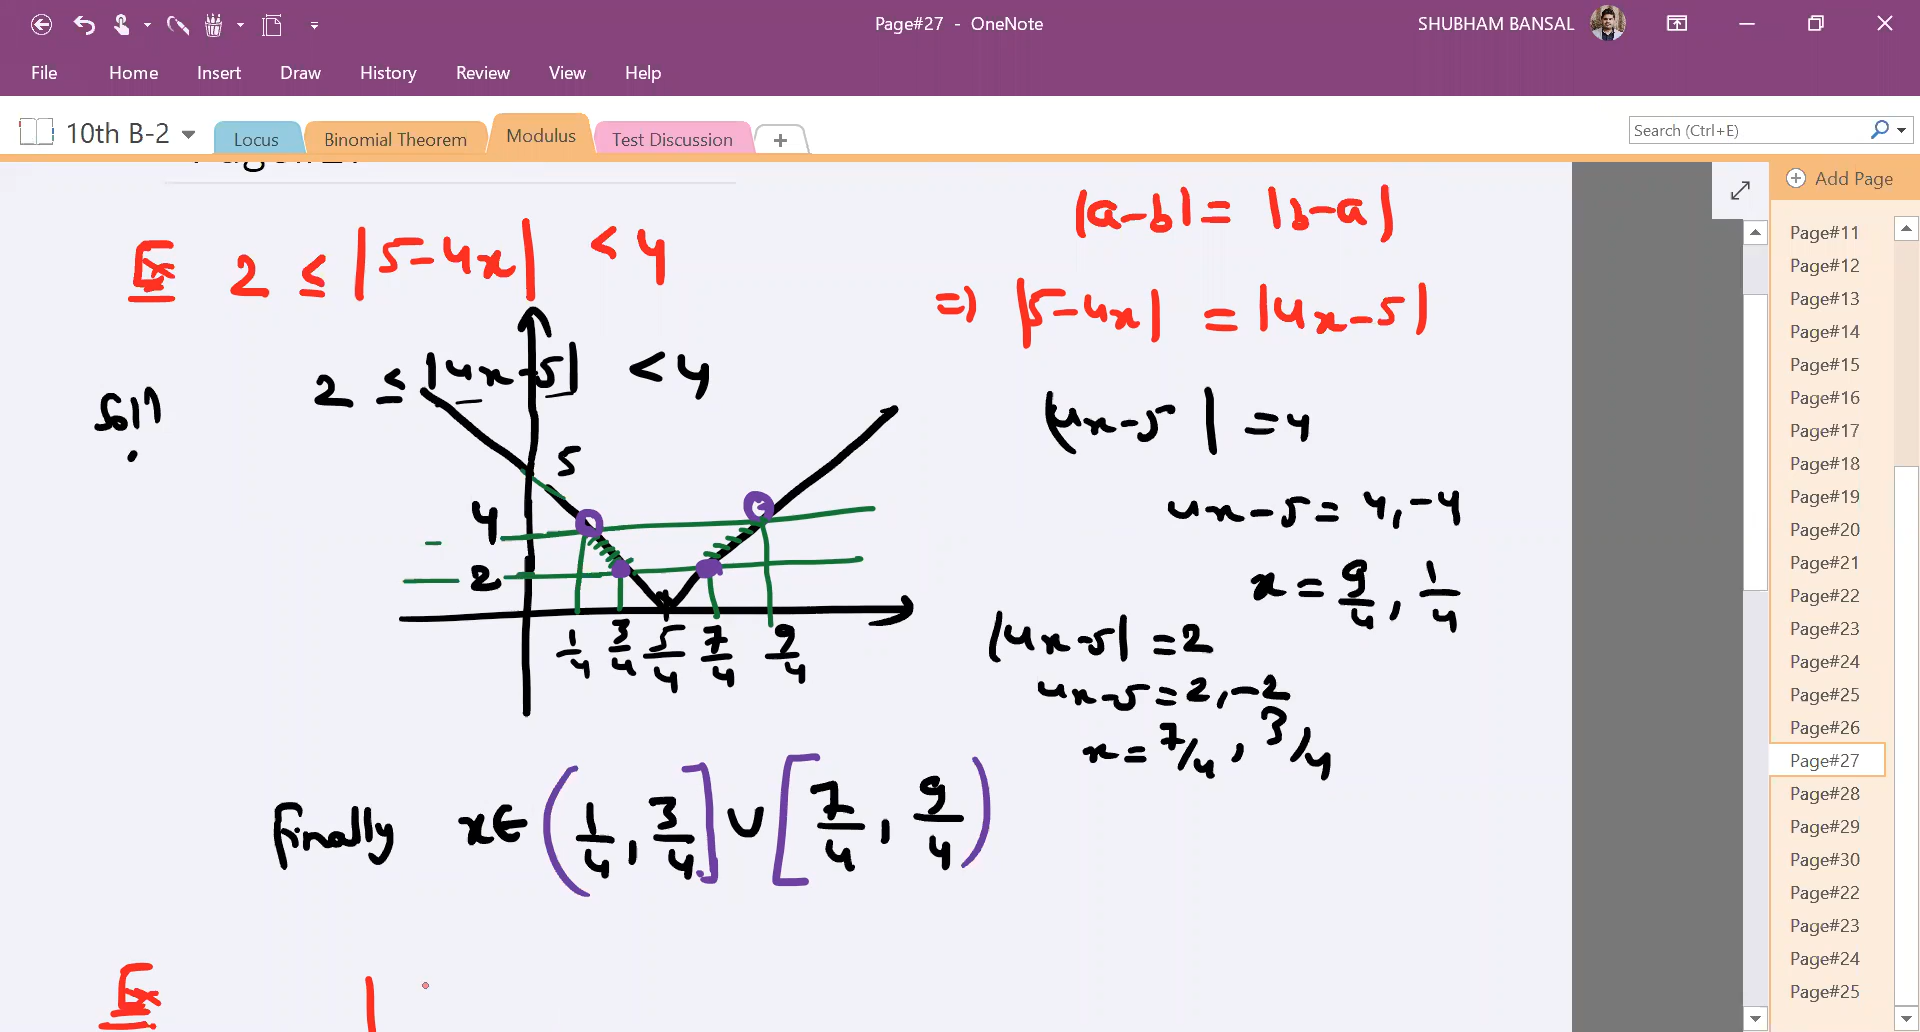 Page#27 - OneNote
SHUBHAM BANSAL
File Home Insert Draw History Review View Help
10th B-2
Locus
Binomial Theorem
Modulus
Test Discussion
+
Search (Ctrl+E)
Add Page
Ex 2 ≤ |5-4x| < 4
|a-b| = |b-a|
=> |5-4x| = |4x-5|
Soln
2 ≤ |4x-5| < 4
5
4
2
1/4 3/4 5/4 7/4 9/4
|4x-5| = 4
4x-5 = 4, -4
x = 9/4, 1/4
|4x-5| = 2
4x-5 = 2, -2
x = 7/4, 3/4
Finally x∈ (1/4, 3/4] ∪ [7/4, 9/4)
Ex |
Page#11
Page#12
Page#13
Page#14
Page#15
Page#16
Page#17
Page#18
Page#19
Page#20
Page#21
Page#22
Page#23
Page#24
Page#25
Page#26
Page#27
Page#28
Page#29
Page#30
Page#22
Page#23
Page#24
Page#25